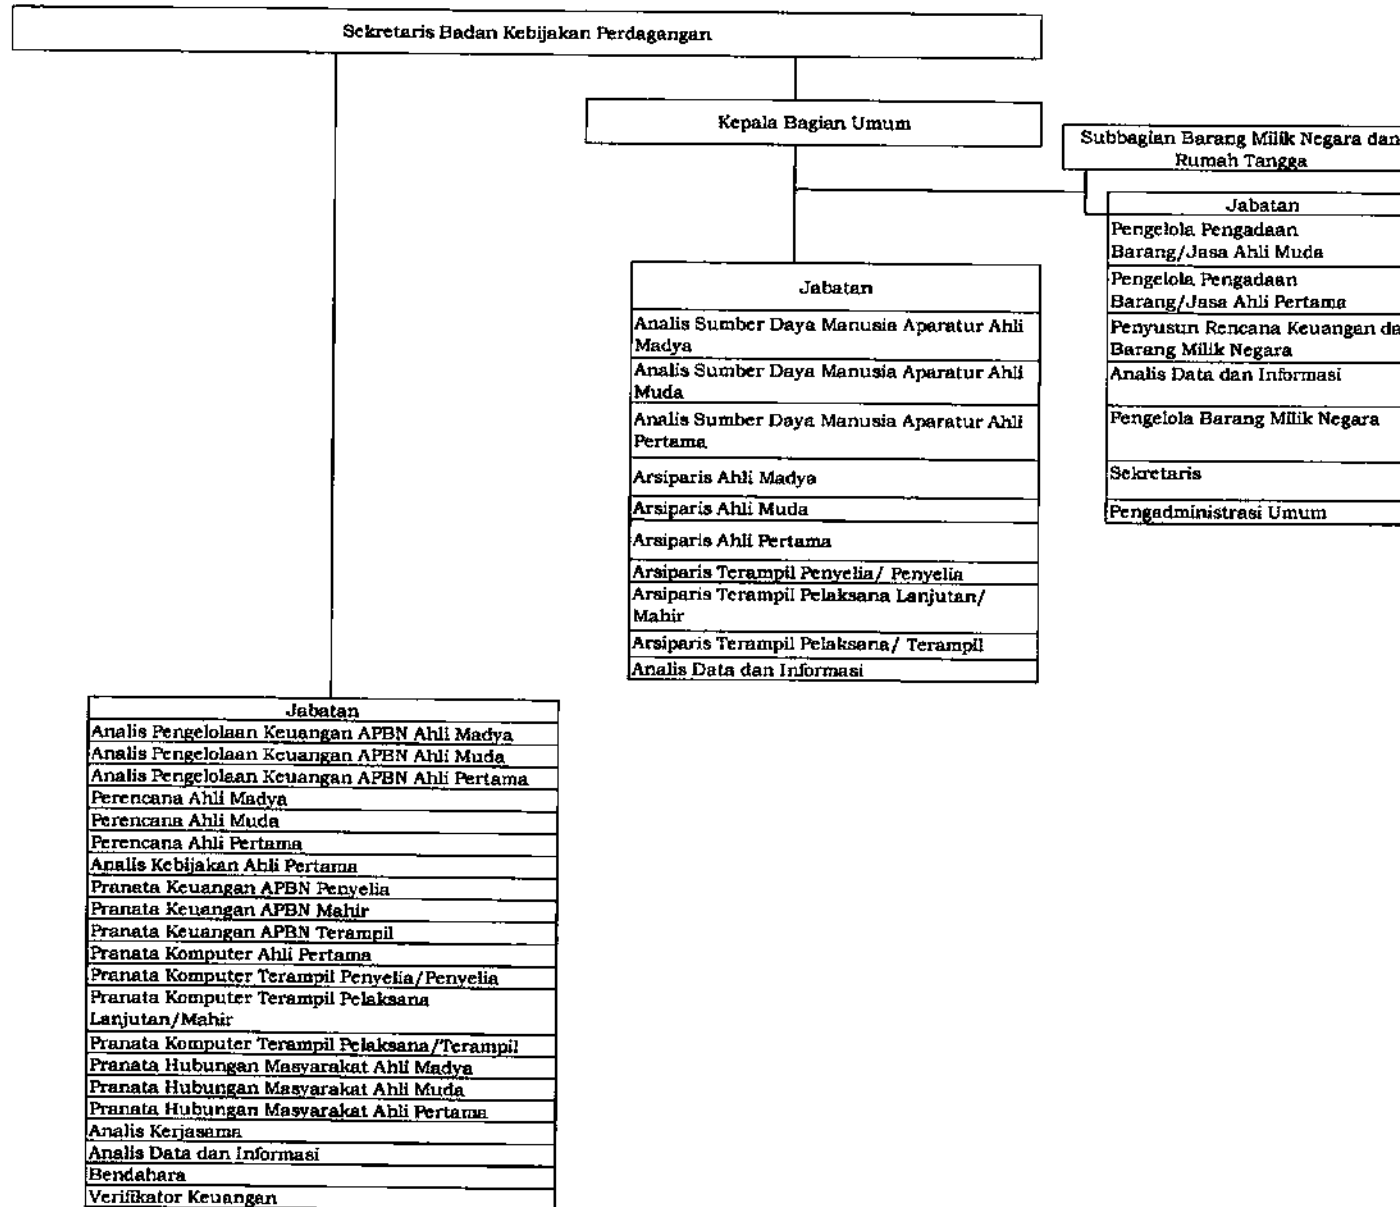 Sekretaris Badan Kebijakan Perdagangan
Kepala Bagian Umum
Subbagian Barang Milik Negara dan
Rumah Tangga
Jabatan
Pengelola Pengadaan
Barang/Jasa Ahli Muda
Pengelola Pengadaan
Barang/Jasa Ahli Pertama
Penyusun Rencana Keuangan da
Barang Milik Negara
Analis Data dan Informasi
Pengelola Barang Milik Negara
Sekretaris
Pengadministrasi Umum
Jabatan
Analis Sumber Daya Manusia Aparatur Ahli
Madya
Analis Sumber Daya Manusia Aparatur Ahli
Muda
Analis Sumber Daya Manusia Aparatur Ahli
Pertama
Arsiparis Ahli Madya
Arsiparis Ahli Muda
Arsiparis Ahli Pertama
Arsiparis Terampil Penyelia/ Penyelia
Arsiparis Terampil Pelaksana Lanjutan/
Mahir
Arsiparis Terampil Pelaksana/ Terampil
Analis Data dan Informasi
Jabatan
Analis Pengelolaan Keuangan APBN Ahli Madya
Analis Pengelolaan Keuangan APBN Ahli Muda
Analis Pengelolaan Keuangan APBN Ahli Pertama
Perencana Ahli Madya
Perencana Ahli Muda
Perencana Ahli Pertama
Analis Kebijakan Ahli Pertama
Pranata Keuangan APBN Penyelia
Pranata Keuangan APBN Mahir
Pranata Keuangan APBN Terampil
Pranata Komputer Ahli Pertama
Pranata Komputer Terampil Penyelia/Penyelia
Pranata Komputer Terampil Pelaksana
Lanjutan/Mahir
Pranata Komputer Terampil Pelaksana/Terampil
Pranata Hubungan Masyarakat Ahli Madya
Pranata Hubungan Masyarakat Ahli Muda
Pranata Hubungan Masyarakat Ahli Pertama
Analis Kerjasama
Analis Data dan Informasi
Bendahara
Verifikator Keuangan